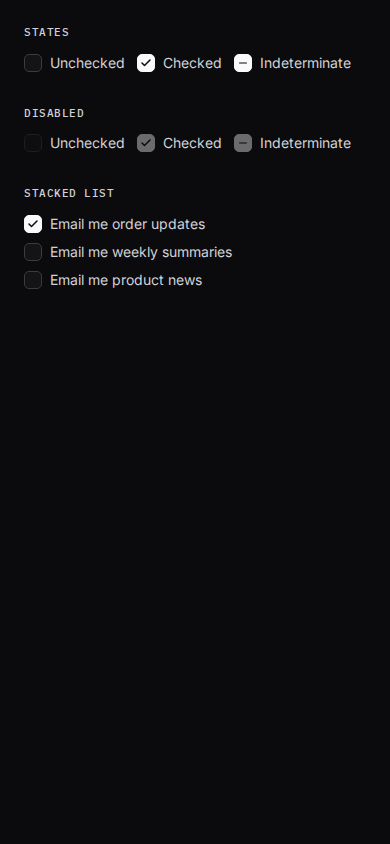 STATES
Unchecked Checked Indeterminate
DISABLED
Unchecked Checked Indeterminate
STACKED LIST
Email me order updates
Email me weekly summaries
Email me product news